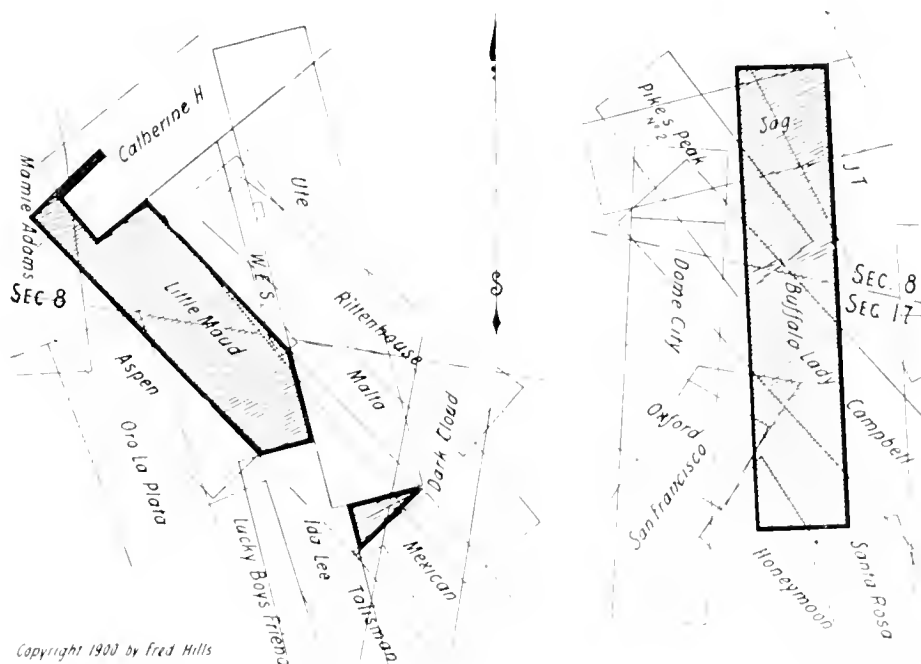 Catherine H
Mamie Adams
SEC 8
Little Maud
Ute
W.E.S.
Rittenhouse
Malta
Dark Cloud
Aspen
Oro La Plata
Lucky Boys Friend
Ida Lee
Talisman
Mexican
S
Pikes Peak
No 2
Sag
J T
Dome City
Buffalo Lady
SEC. 8
SEC 17
Oxford
San Francisco
Campbell
Honeymoon
Santa Rosa
Copyright 1900 by Fred Hills